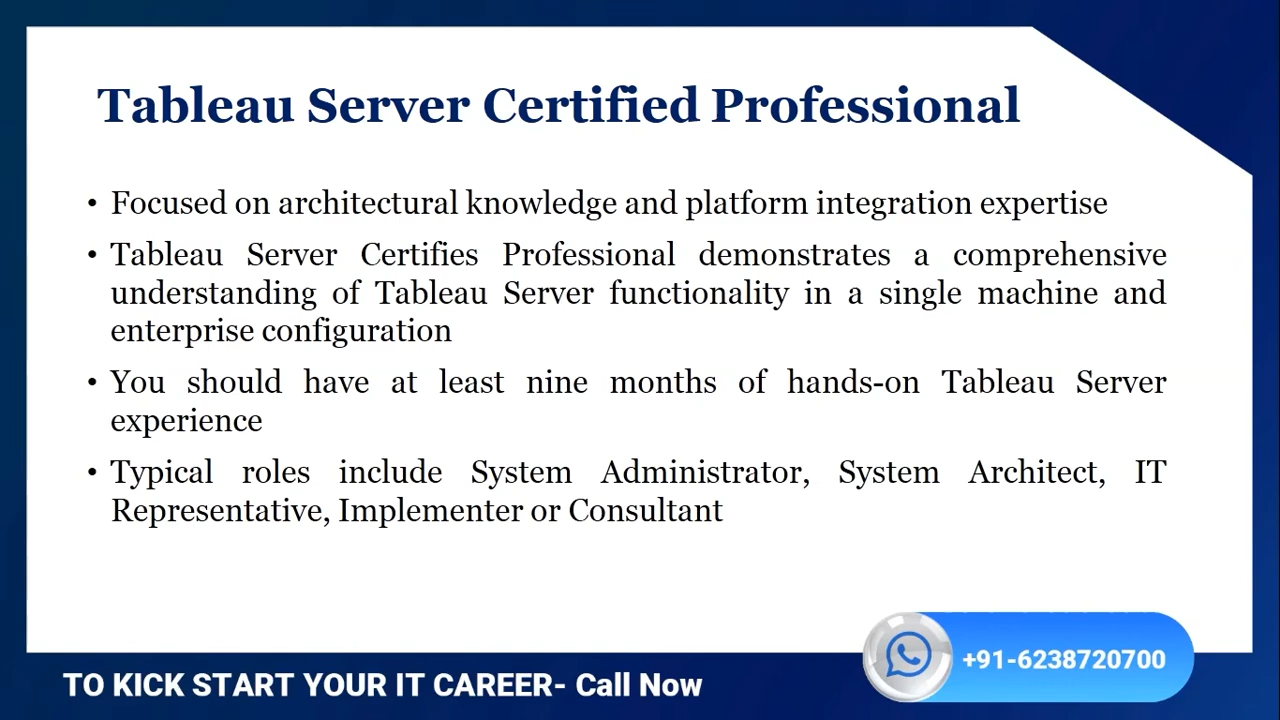 Tableau Server Certified Professional
• Focused on architectural knowledge and platform integration expertise
• Tableau Server Certifies Professional demonstrates a comprehensive
understanding of Tableau Server functionality in a single machine and
enterprise configuration
• You should have at least nine months of hands-on Tableau Server
experience
• Typical roles include System Administrator, System Architect, IT
Representative, Implementer or Consultant
TO KICK START YOUR IT CAREER- Call Now
+91-6238720700